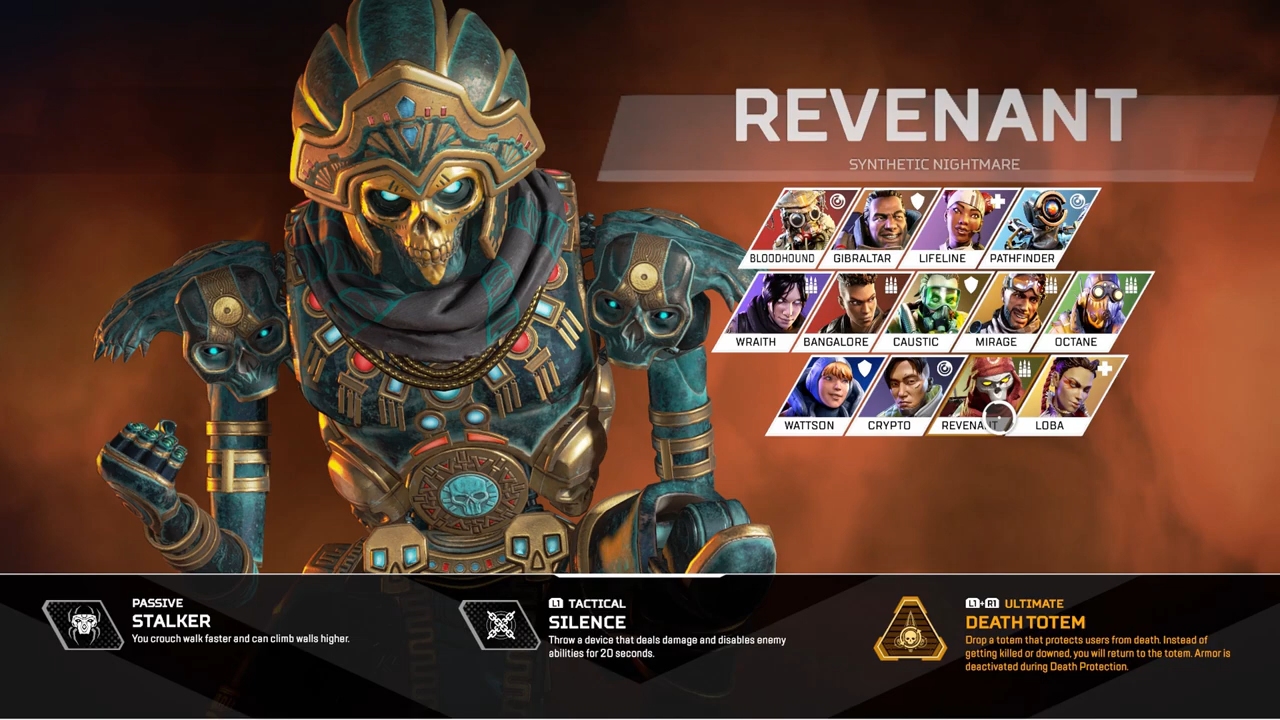 REVENANT
SYNTHETIC NIGHTMARE
BLOODHOUND GIBRALTAR LIFELINE PATHFINDER
WRAITH BANGALORE CAUSTIC MIRAGE OCTANE
WATTSON CRYPTO REVENANT LOBA
PASSIVE
STALKER
You crouch walk faster and can climb walls higher.
L1 TACTICAL
SILENCE
Throw a device that deals damage and disables enemy
abilities for 20 seconds.
L1+R1 ULTIMATE
DEATH TOTEM
Drop a totem that protects users from death. Instead of
getting killed or downed, you will return to the totem. Armor is
deactivated during Death Protection.